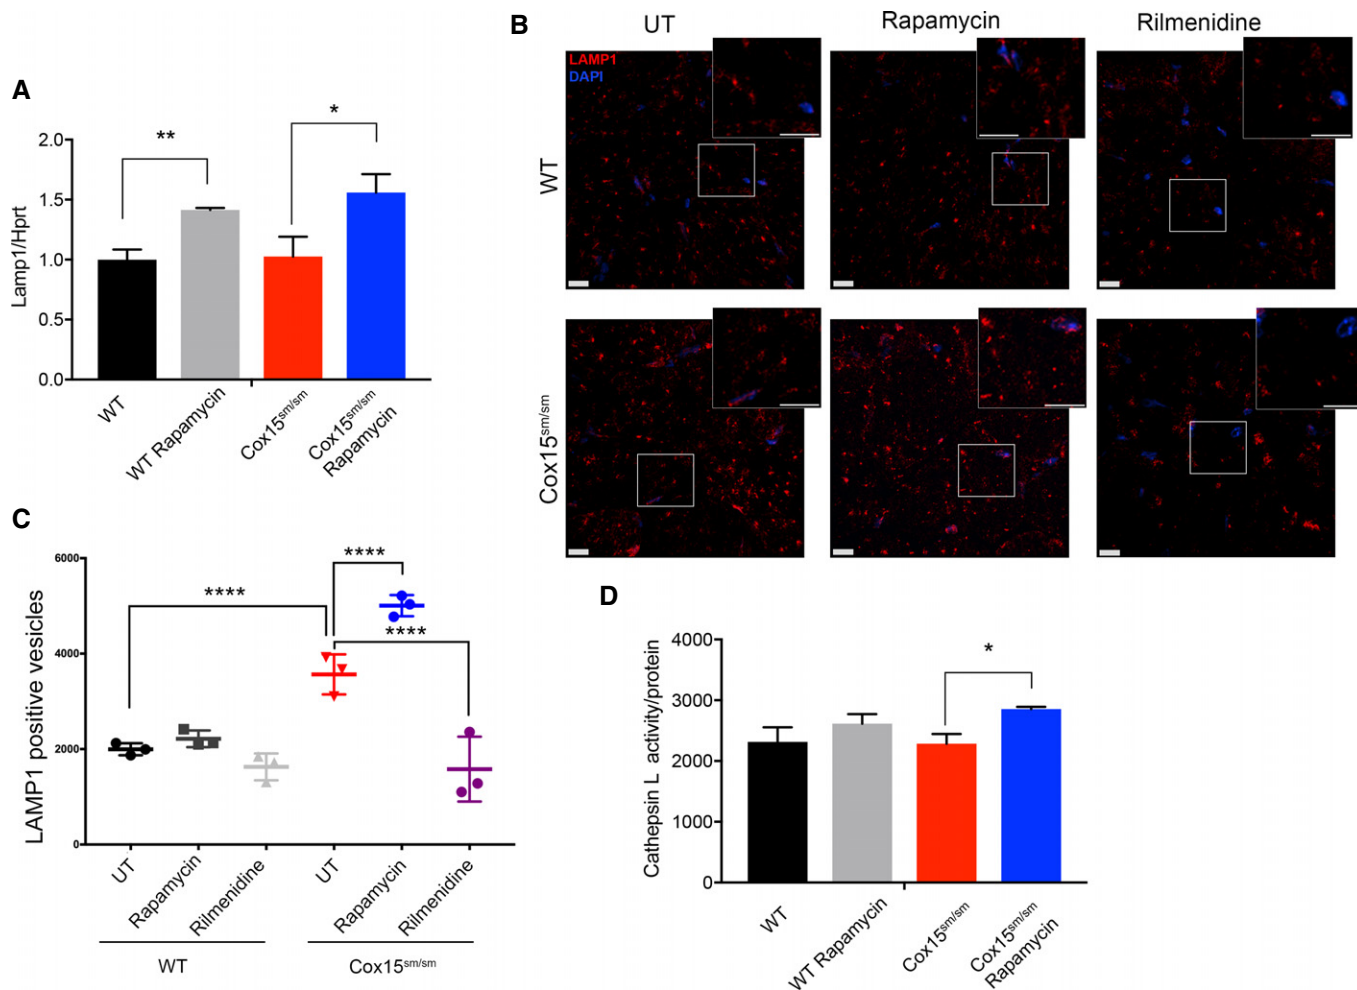 A
**
*
2.0
1.5
1.0
0.5
0.0
Lamp1/Hprt
WT
WT Rapamycin
Cox15sm/sm
Cox15sm/sm
Rapamycin
B
UT
Rapamycin
Rilmenidine
LAMP1
DAPI
WT
Cox15sm/sm
C
6000
4000
2000
0
LAMP1 positive vesicles
****
****
****
UT
Rapamycin
Rilmenidine
UT
Rapamycin
Rilmenidine
WT
Cox15sm/sm
D
4000
3000
2000
1000
0
Cathepsin L activity/protein
*
WT
WT Rapamycin
Cox15sm/sm
Cox15sm/sm
Rapamycin